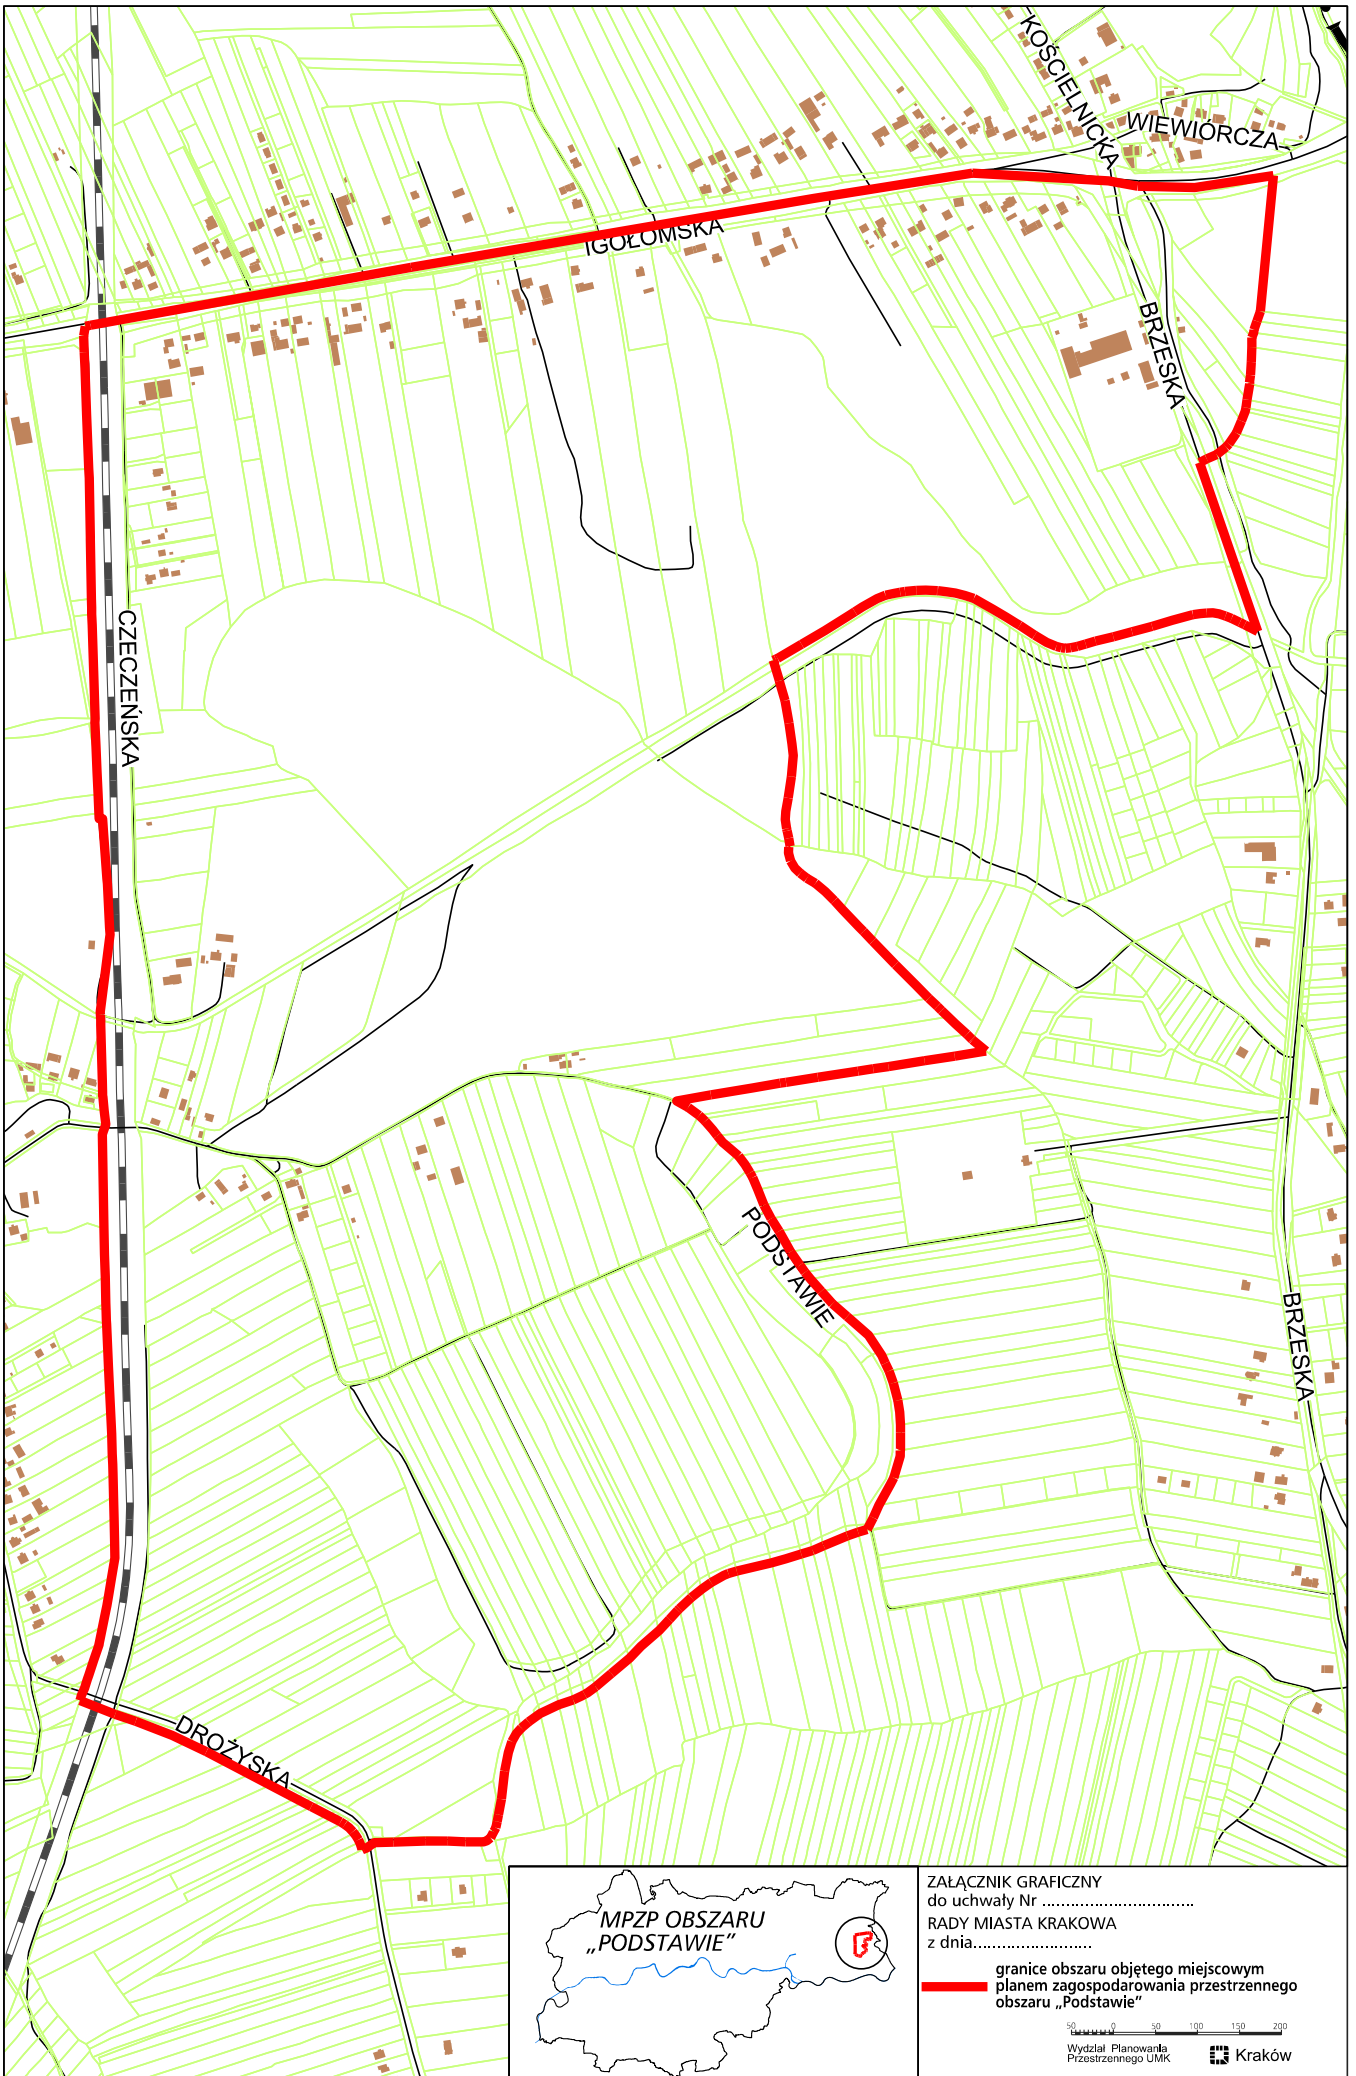 KOŚCIELNICKA
WIEWIÓRCZA
IGOŁOMSKA
BRZESKA
CZECZEŃSKA
PODSTAWIE
BRZESKA
DROŻYSKA
MPZP OBSZARU
„PODSTAWIE”
ZAŁĄCZNIK GRAFICZNY
do uchwały Nr ................................
RADY MIASTA KRAKOWA
z dnia.........................
granice obszaru objętego miejscowym
planem zagospodarowania przestrzennego
obszaru „Podstawie”
50 0 50 100 150 200
Wydział Planowania
Przestrzennego UMK
Kraków